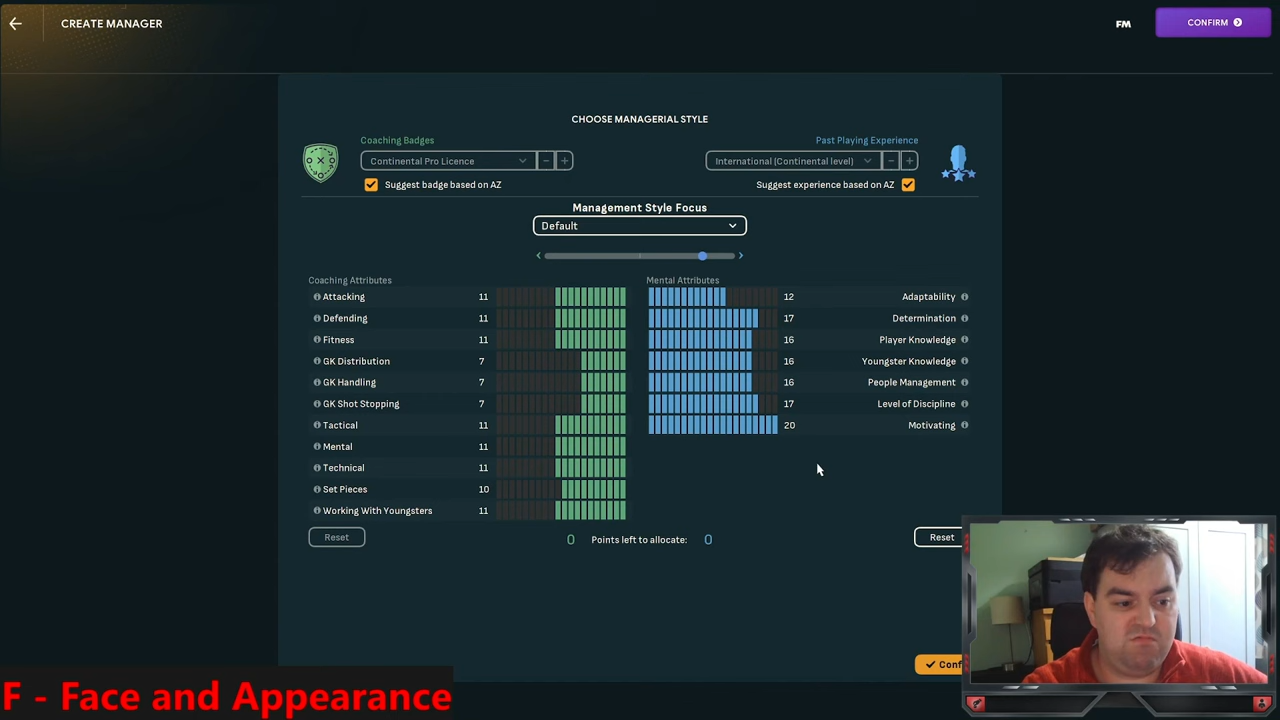 CREATE MANAGER
FM
CONFIRM
CHOOSE MANAGERIAL STYLE
Coaching Badges
Past Playing Experience
Continental Pro Licence
International (Continental level)
Suggest badge based on AZ
Suggest experience based on AZ
Management Style Focus
Default
Coaching Attributes
Mental Attributes
Attacking 11
12 Adaptability
Defending 11
17 Determination
Fitness 11
16 Player Knowledge
GK Distribution 7
16 Youngster Knowledge
GK Handling 7
16 People Management
GK Shot Stopping 7
17 Level of Discipline
Tactical 11
20 Motivating
Mental 11
Technical 11
Set Pieces 10
Working With Youngsters 11
Reset
0 Points left to allocate: 0
Reset
Conf
F - Face and Appearance